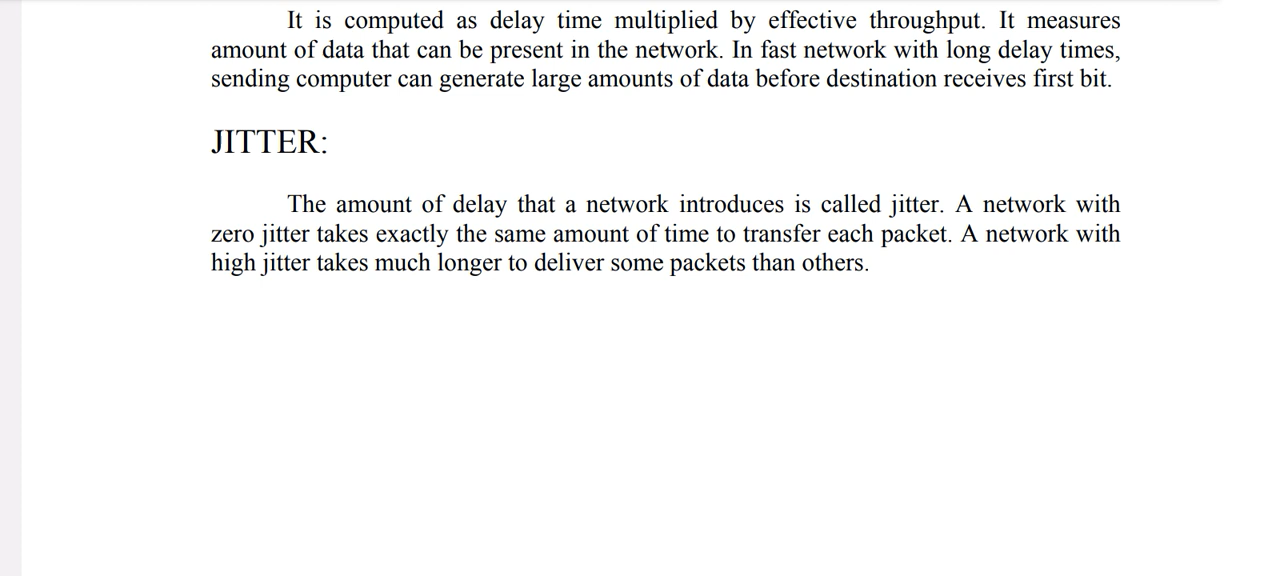 It is computed as delay time multiplied by effective throughput. It measures
amount of data that can be present in the network. In fast network with long delay times,
sending computer can generate large amounts of data before destination receives first bit.
JITTER:
The amount of delay that a network introduces is called jitter. A network with
zero jitter takes exactly the same amount of time to transfer each packet. A network with
high jitter takes much longer to deliver some packets than others.